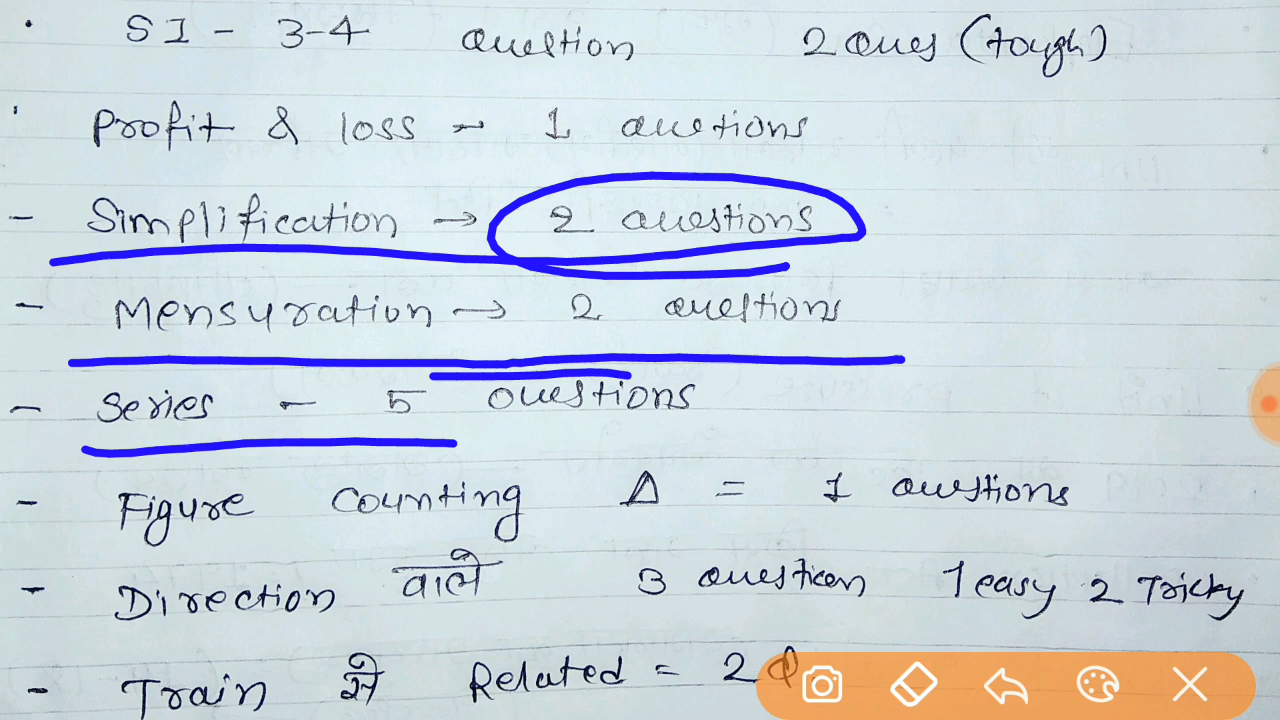 SI - 3-4 question 2 ques (tough)
Profit & loss - 1 questions
- Simplification → 2 questions
- Mensuration → 2 questions
- Series - 5 questions
- Figure counting Δ = 1 questions
- Direction वाले 3 question 1 easy 2 Tricky
- Train से Related = 2